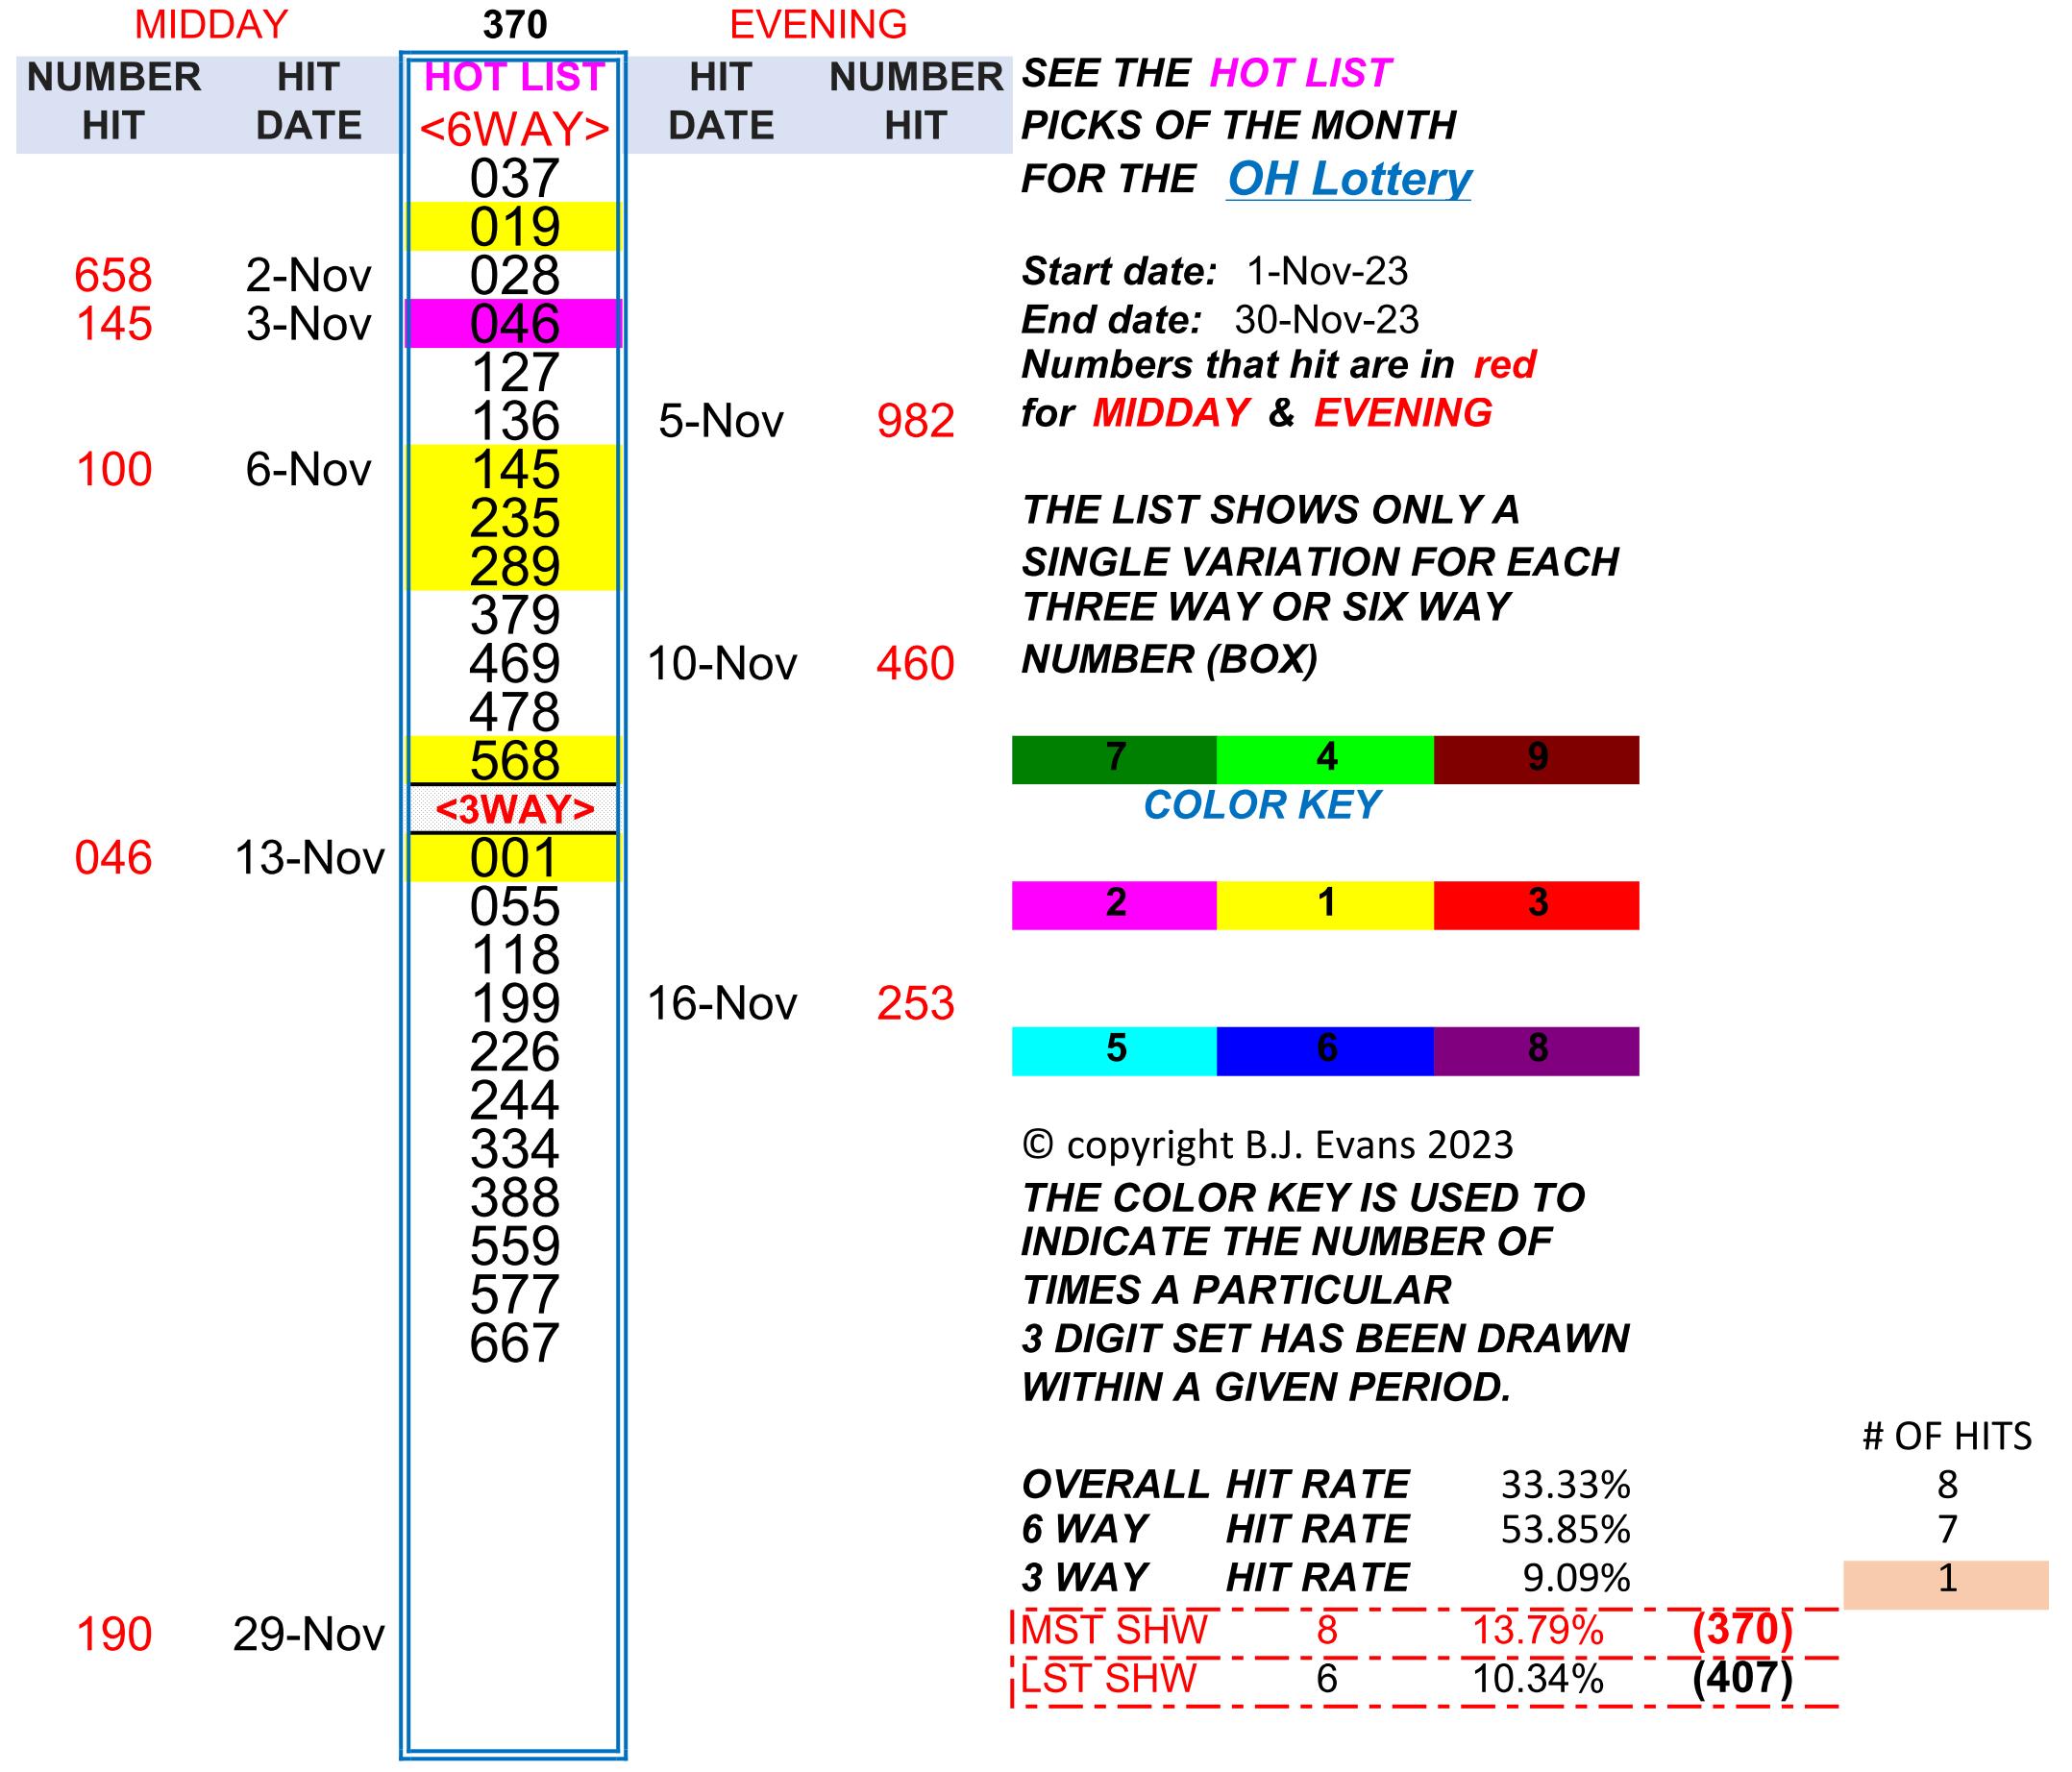 MIDDAY 370 EVENING
NUMBER HIT HOT LIST HIT NUMBER SEE THE HOT LIST
HIT DATE <6WAY> DATE HIT PICKS OF THE MONTH
037 FOR THE OH Lottery
019
658 2-Nov 028 Start date: 1-Nov-23
145 3-Nov 046 End date: 30-Nov-23
127 Numbers that hit are in red
136 5-Nov 982 for MIDDAY & EVENING
100 6-Nov 145
235 THE LIST SHOWS ONLY A
289 SINGLE VARIATION FOR EACH
379 THREE WAY OR SIX WAY
469 10-Nov 460 NUMBER (BOX)
478
568 7 4 9
<3WAY> COLOR KEY
046 13-Nov 001
055 2 1 3
118
199 16-Nov 253
226 5 6 8
244
334 © copyright B.J. Evans 2023
388 THE COLOR KEY IS USED TO
559 INDICATE THE NUMBER OF
577 TIMES A PARTICULAR
667 3 DIGIT SET HAS BEEN DRAWN
WITHIN A GIVEN PERIOD.
# OF HITS
OVERALL HIT RATE 33.33% 8
6 WAY HIT RATE 53.85% 7
3 WAY HIT RATE 9.09% 1
190 29-Nov MST SHW 8 13.79% (370)
LST SHW 6 10.34% (407)